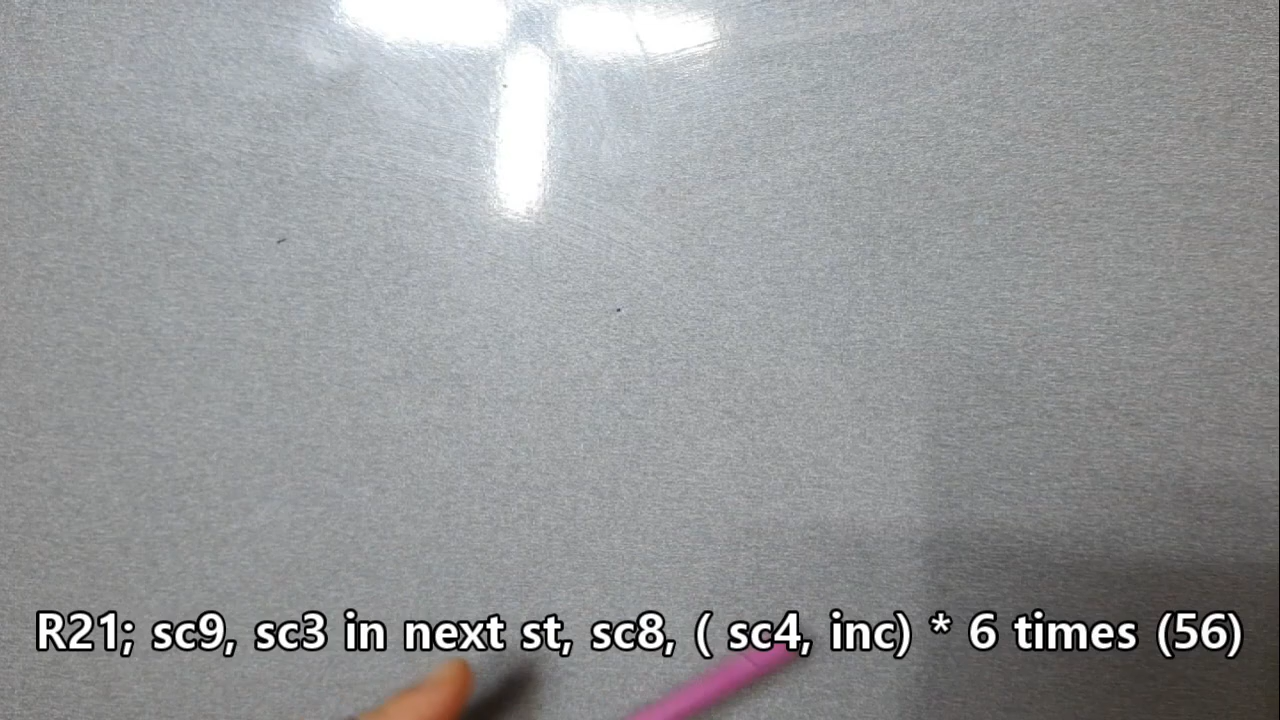 R21; sc9, sc3 in next st, sc8, ( sc4, inc) * 6 times (56)